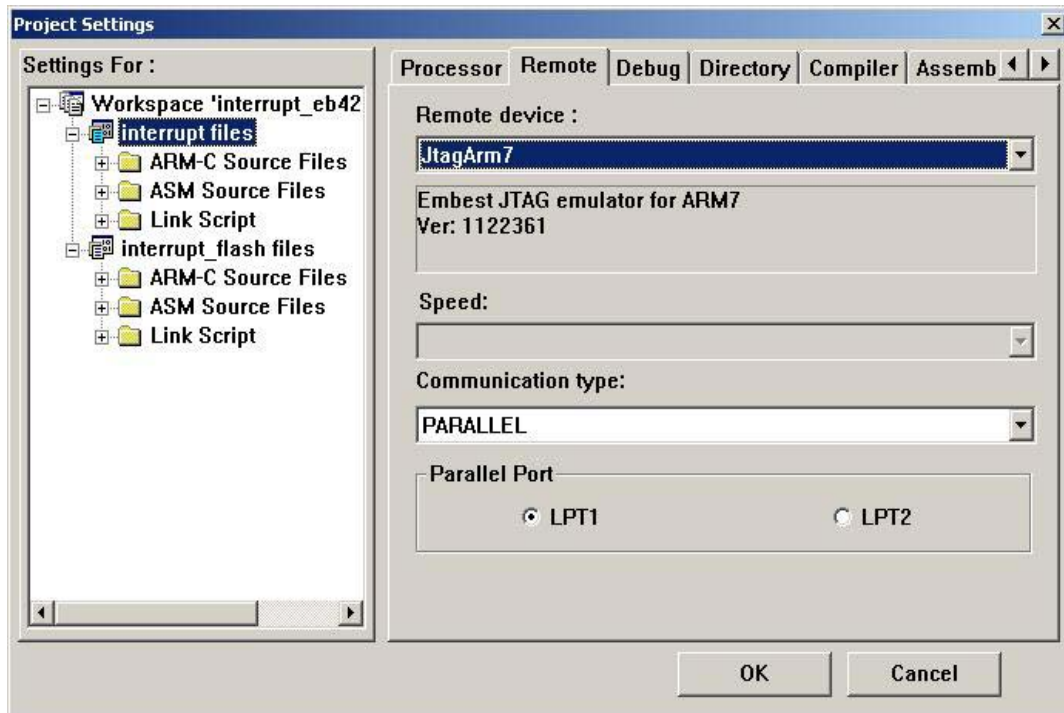 Project Settings
Settings For :
Workspace 'interrupt_eb42
interrupt files
ARM-C Source Files
ASM Source Files
Link Script
interrupt_flash files
ARM-C Source Files
ASM Source Files
Link Script
Processor Remote Debug Directory Compiler Assemb
Remote device :
JtagArm7
Embest JTAG emulator for ARM7
Ver: 1122361
Speed:
Communication type:
PARALLEL
Parallel Port
LPT1 LPT2
OK Cancel